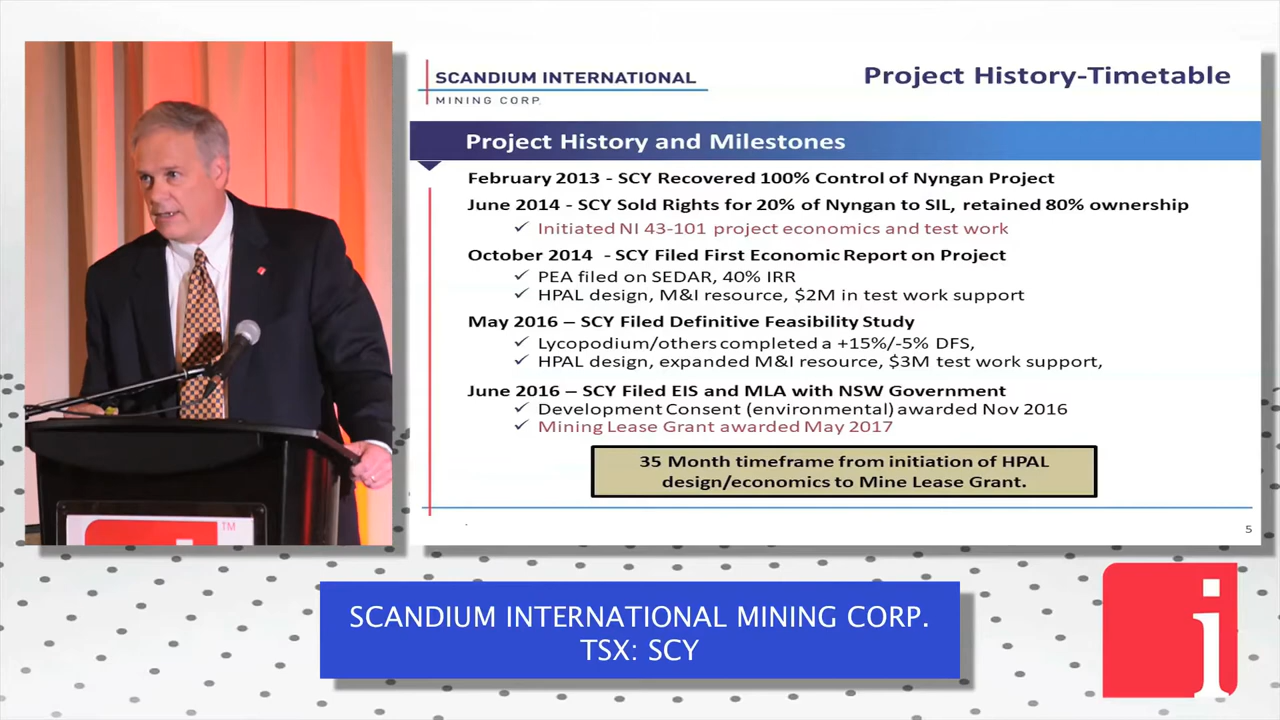 SCANDIUM INTERNATIONAL
MINING CORP.
Project History-Timetable
Project History and Milestones
February 2013 - SCY Recovered 100% Control of Nyngan Project
June 2014 - SCY Sold Rights for 20% of Nyngan to SIL, retained 80% ownership
✓ Initiated NI 43-101 project economics and test work
October 2014 - SCY Filed First Economic Report on Project
✓ PEA filed on SEDAR, 40% IRR
✓ HPAL design, M&I resource, $2M in test work support
May 2016 – SCY Filed Definitive Feasibility Study
✓ Lycopodium/others completed a +15%/-5% DFS,
✓ HPAL design, expanded M&I resource, $3M test work support,
June 2016 – SCY Filed EIS and MLA with NSW Government
✓ Development Consent (environmental) awarded Nov 2016
✓ Mining Lease Grant awarded May 2017
35 Month timeframe from initiation of HPAL
design/economics to Mine Lease Grant.
5
TM
SCANDIUM INTERNATIONAL MINING CORP.
TSX: SCY
i